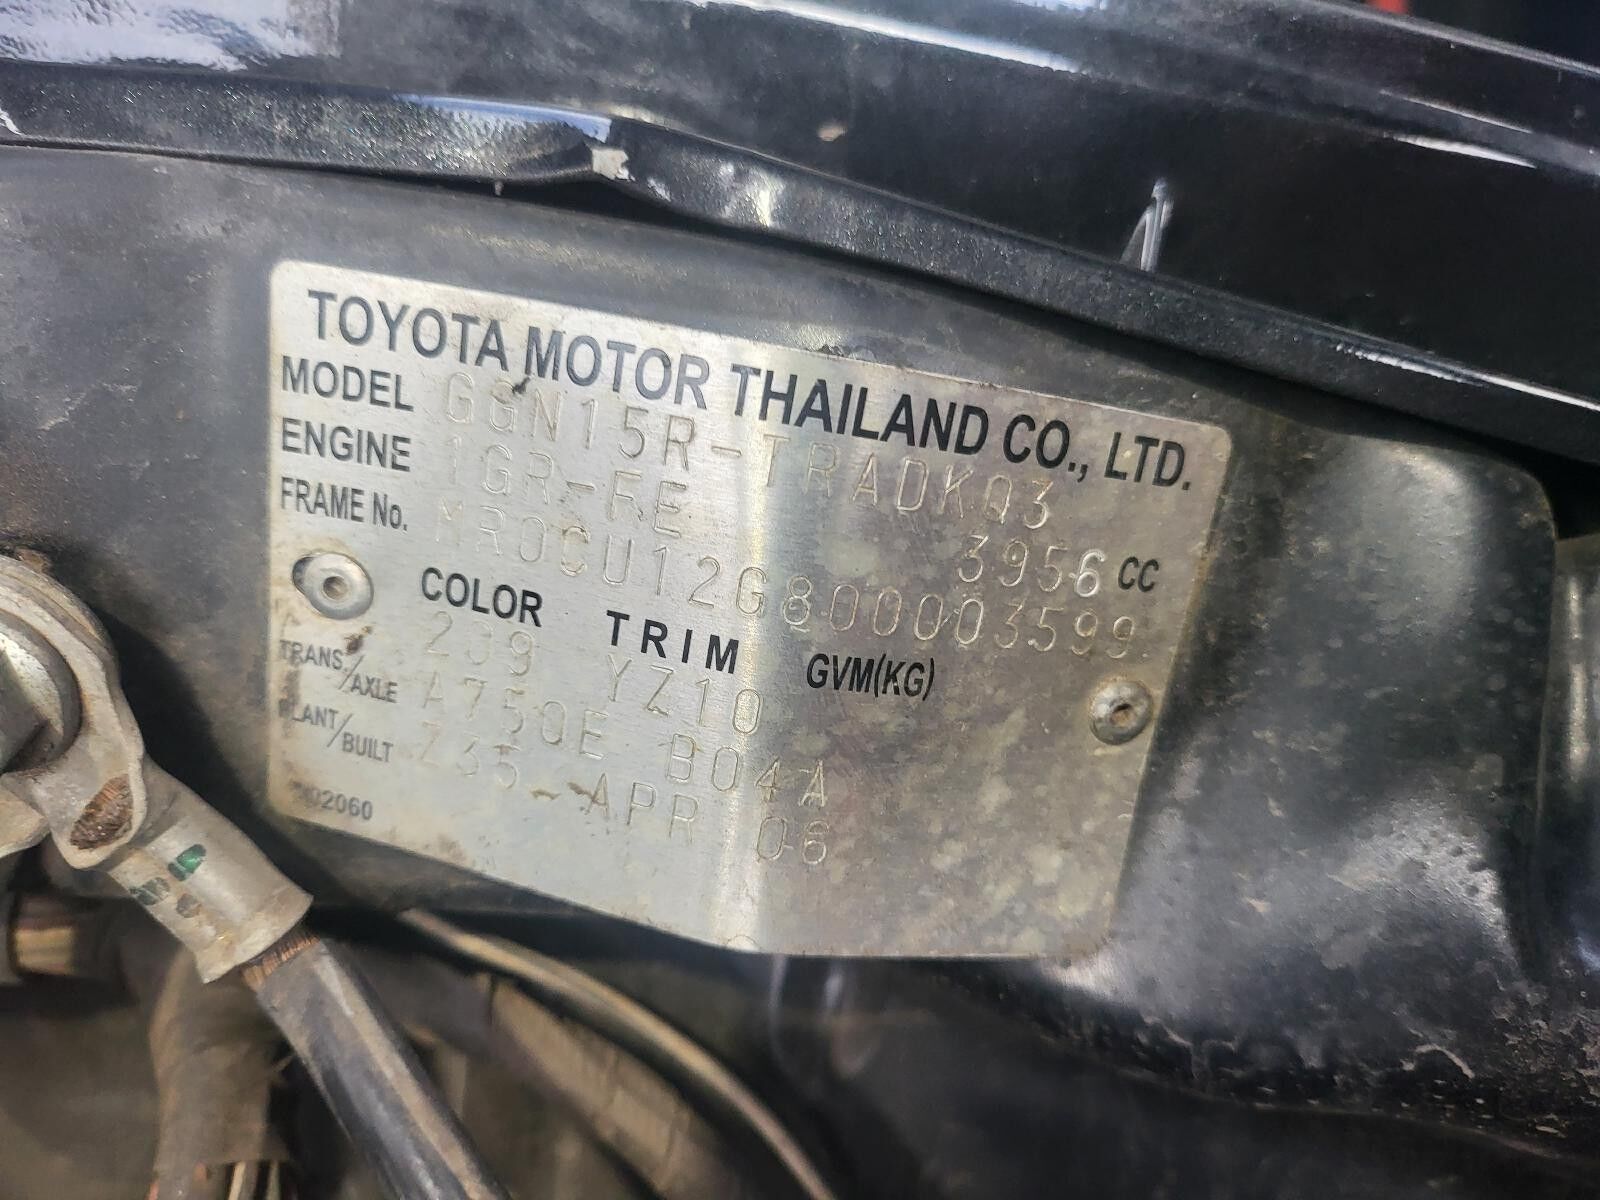 TOYOTA MOTOR THAILAND CO., LTD.
MODEL GGN15R-TRADKQ3
ENGINE 1GR-FE 3956 CC
FRAME No. MR0CU12G800003599
COLOR TRIM GVM(KG)
209 YZ10
TRANS./AXLE A750E B04A
PLANT/BUILT Z35 APR 06